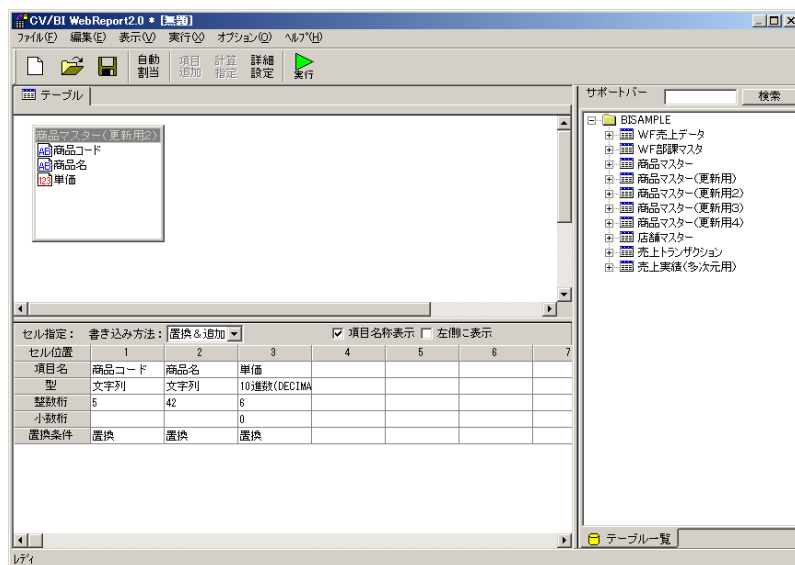 CV/BI WebReport2.0 * [無題]
ファイル(F) 編集(E) 表示(V) 実行(X) オプション(O) ヘルプ(H)
自動割当 項目追加 計算指定 詳細設定 実行
テーブル
サポートバー 検索
商品マスター(更新用2)
AB 商品コード
AB 商品名
123 単価
BISAMPLE
WF売上データ
WF部課マスタ
商品マスター
商品マスター(更新用)
商品マスター(更新用2)
商品マスター(更新用3)
商品マスター(更新用4)
店舗マスター
売上トランザクション
売上実績(多次元用)
セル指定: 書き込み方法: 置換&追加 項目名称表示 左側に表示
セル位置 1 2 3 4 5 6 7
項目名 商品コード 商品名 単価
型 文字列 文字列 10進数(DECIMA
整数桁 5 42 6
小数桁 0
置換条件 置換 置換 置換
テーブル一覧
レディ